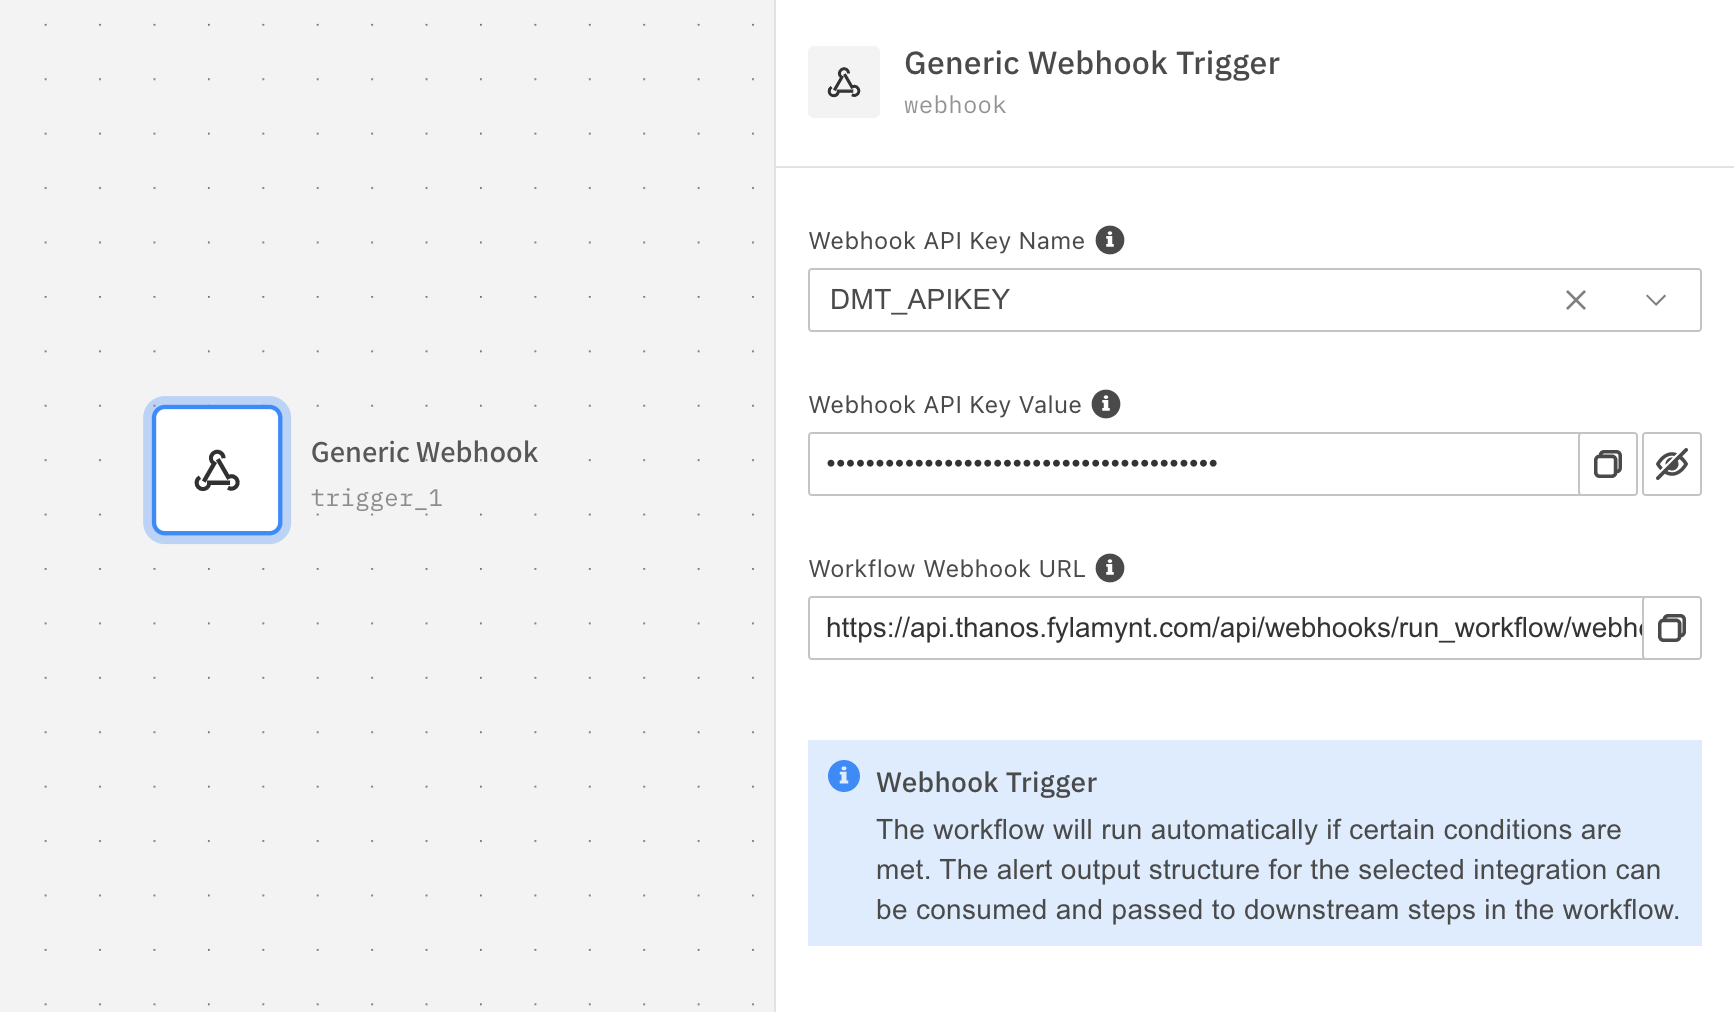 Generic Webhook Trigger
webhook
Webhook API Key Name
DMT_APIKEY
Webhook API Key Value
••••••••••••••••••••••••••••••••••••••••
Workflow Webhook URL
https://api.thanos.fylamynt.com/api/webhooks/run_workflow/webh
Generic Webhook
trigger_1
Webhook Trigger
The workflow will run automatically if certain conditions are
met. The alert output structure for the selected integration can
be consumed and passed to downstream steps in the workflow.